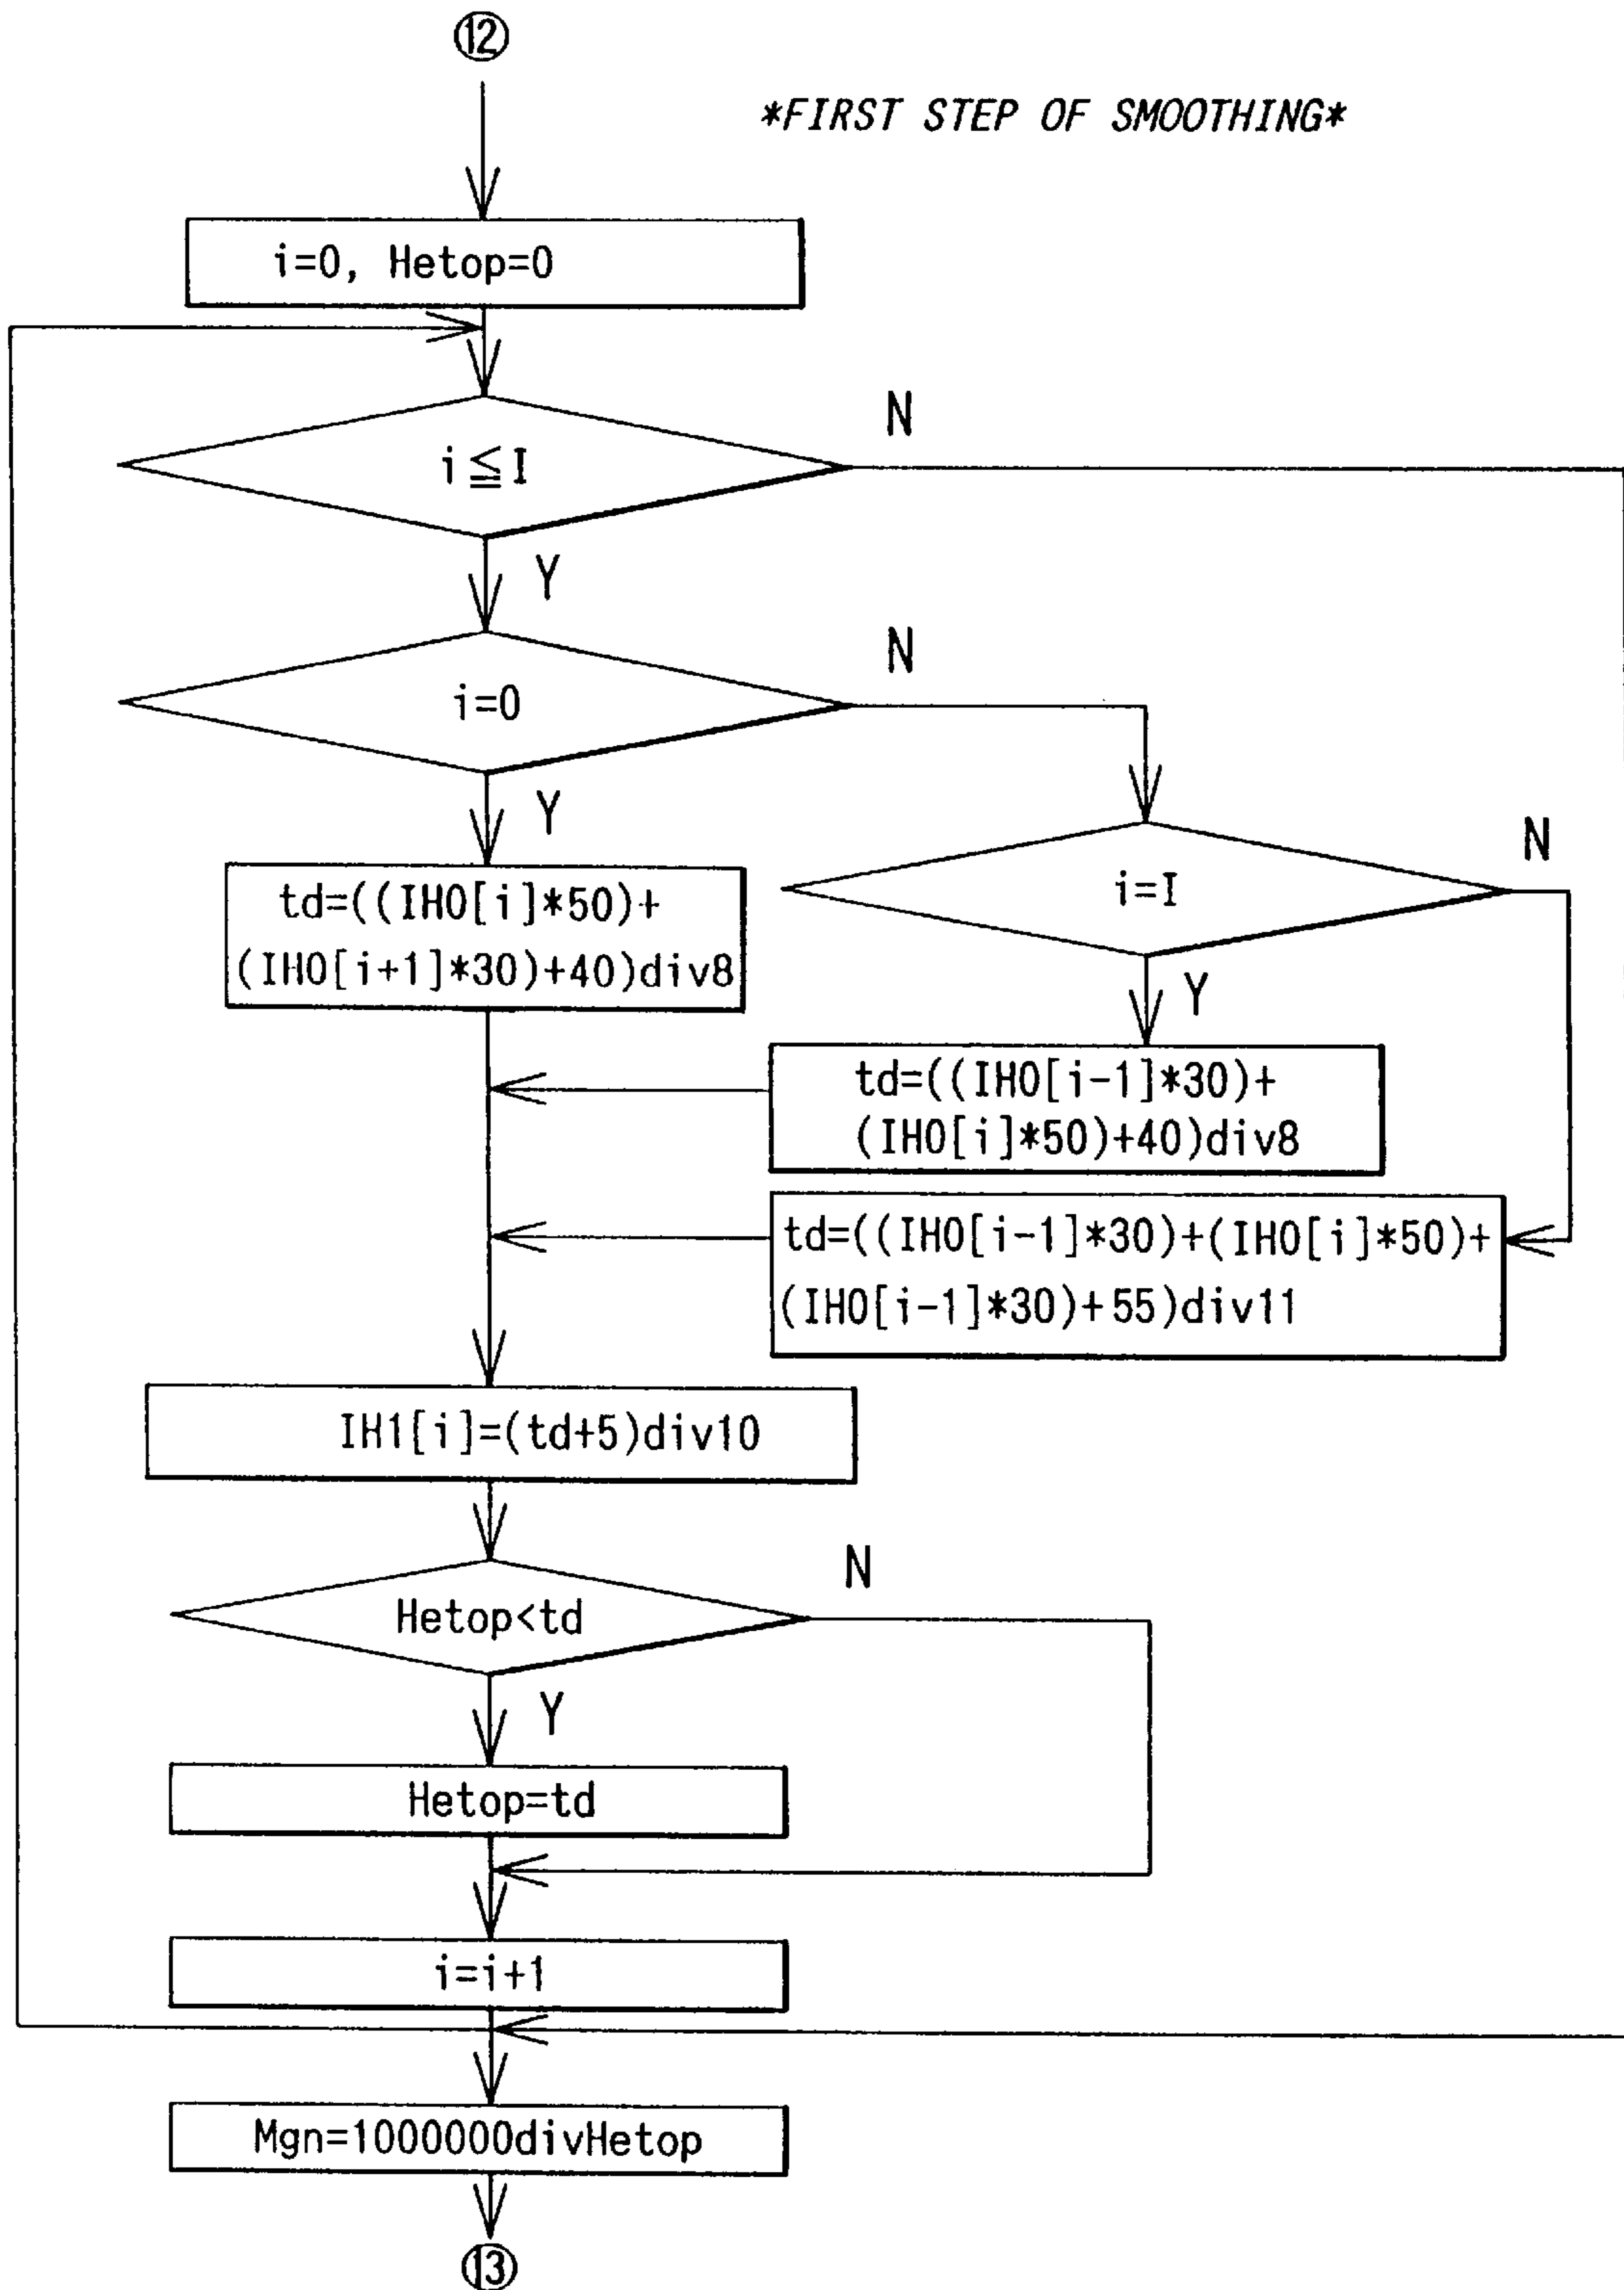 ⑫
*FIRST STEP OF SMOOTHING*
i=0, Hetop=0
i≦I
N
Y
i=0
N
Y
i=I
N
Y
td=((IH0[i]*50)+
(IH0[i+1]*30)+40)div8
td=((IH0[i-1]*30)+
(IH0[i]*50)+40)div8
td=((IH0[i-1]*30)+(IH0[i]*50)+
(IH0[i-1]*30)+55)div11
IH1[i]=(td+5)div10
Hetop<td
N
Y
Hetop=td
i=i+1
Mgn=1000000divHetop
⑬